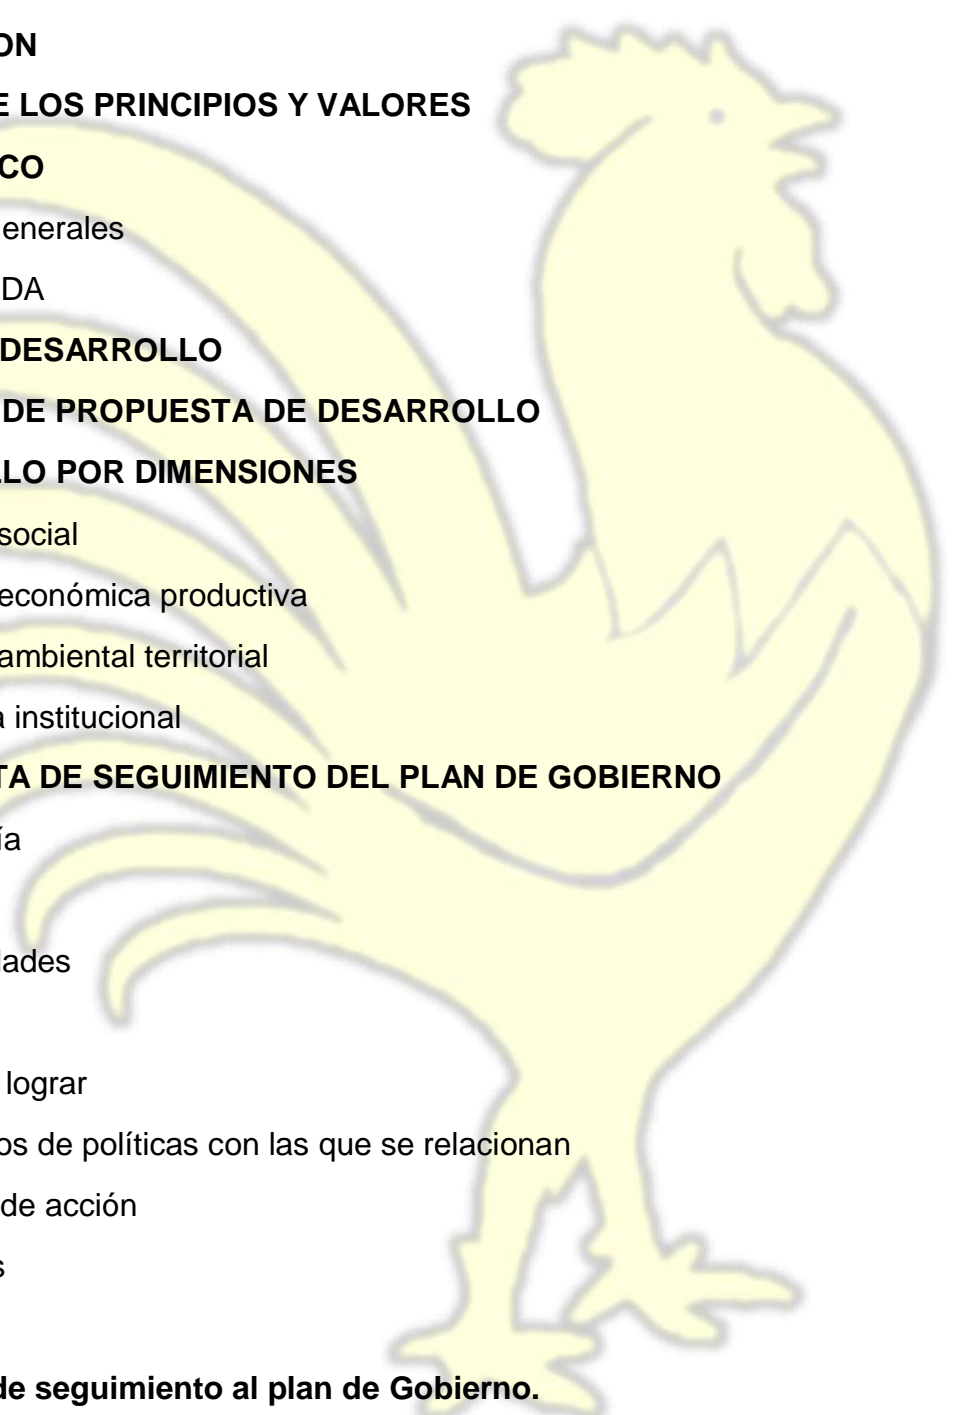 ON
E LOS PRINCIPIOS Y VALORES
CO
enerales
DA
DESARROLLO
DE PROPUESTA DE DESARROLLO
LLO POR DIMENSIONES
social
económica productiva
ambiental territorial
a institucional
TA DE SEGUIMIENTO DEL PLAN DE GOBIERNO
ía
dades
lograr
os de políticas con las que se relacionan
de acción
s
de seguimiento al plan de Gobierno.